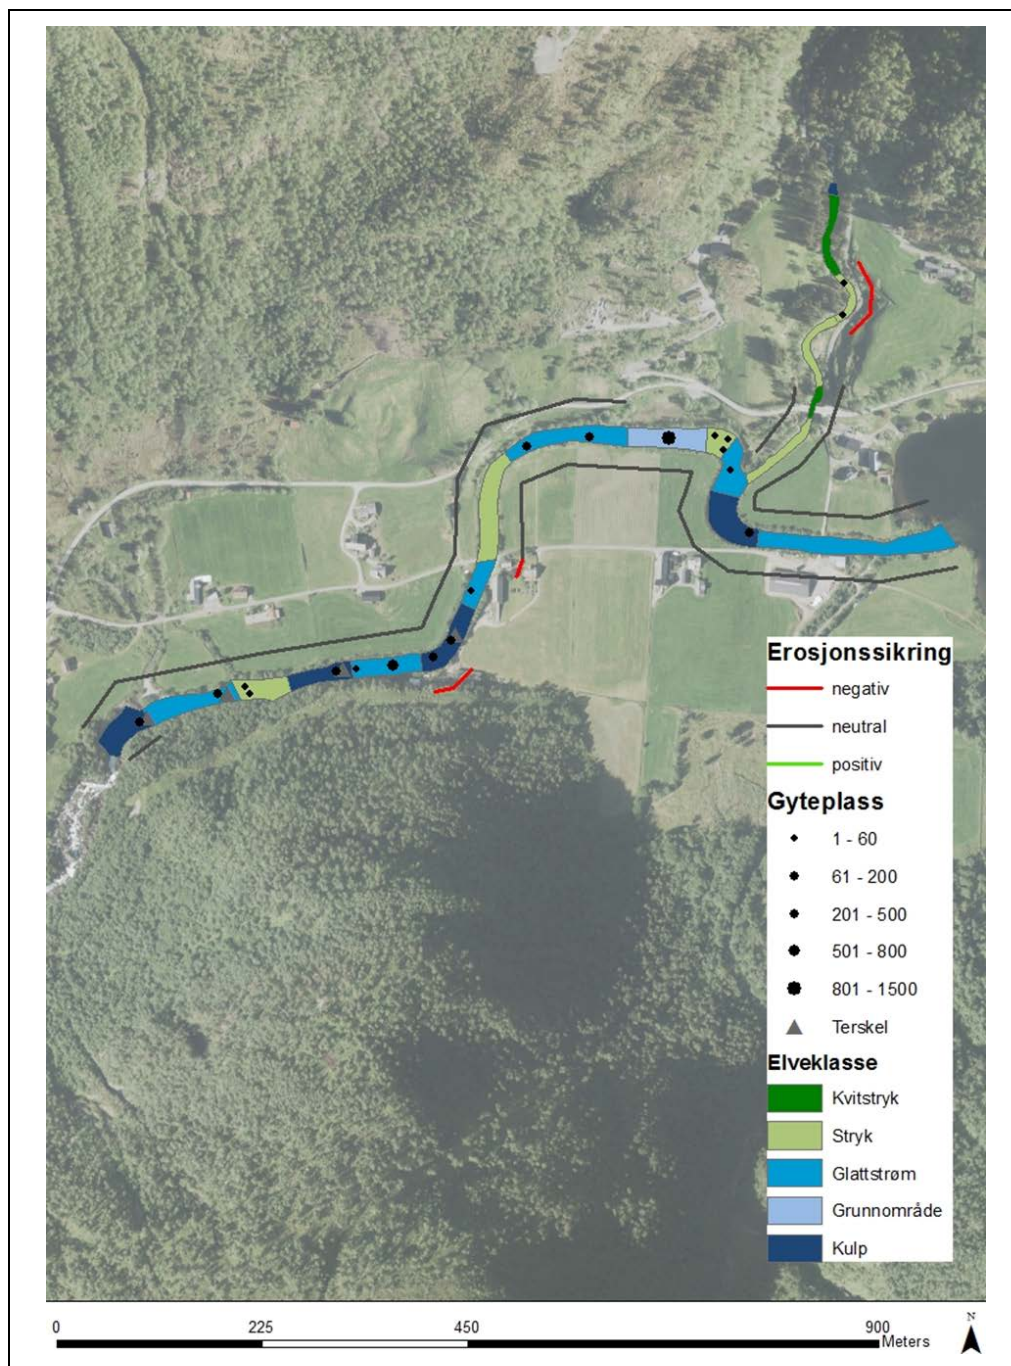 Erosjonssikring
negativ
neutral
positiv
Gyteplass
1 - 60
61 - 200
201 - 500
501 - 800
801 - 1500
Terskel
Elveklasse
Kvitstryk
Stryk
Glattstrøm
Grunnområde
Kulp
0 225 450 900
Meters
N